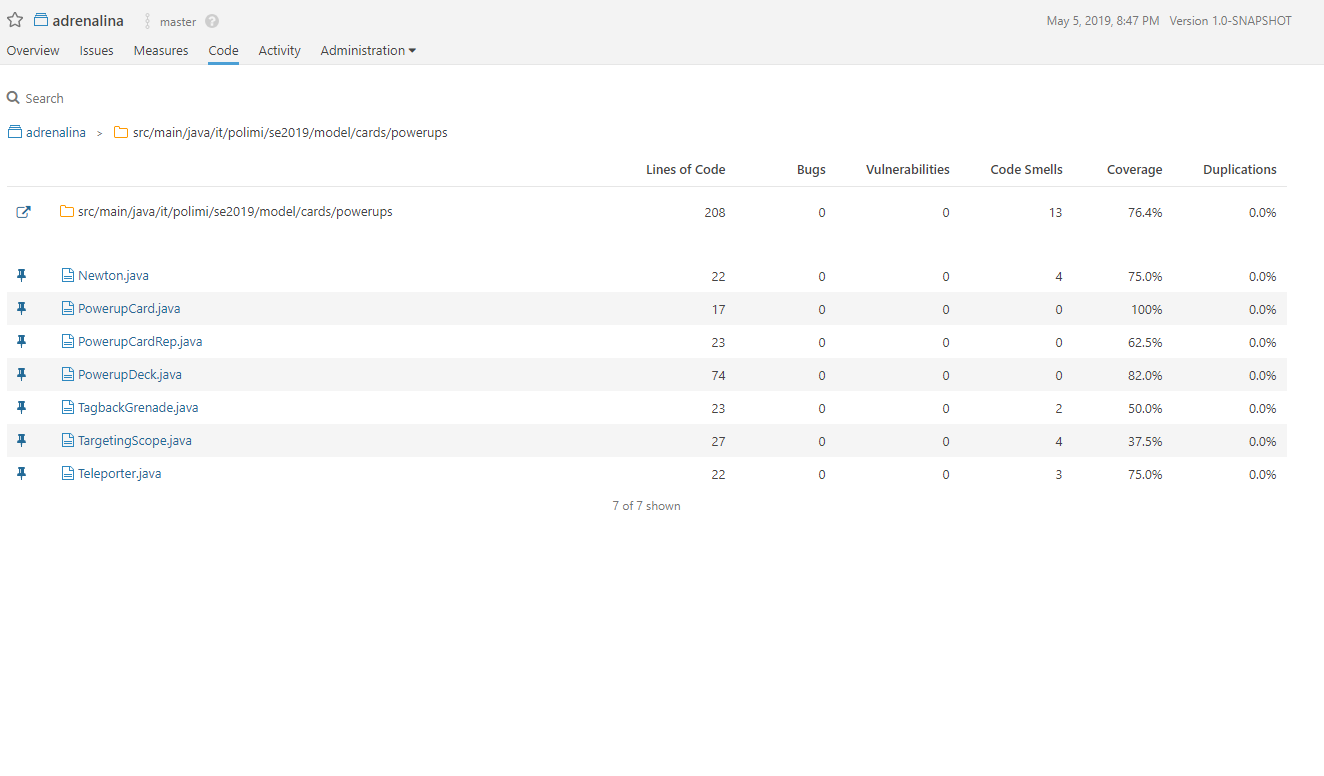 adrenalina master ? May 5, 2019, 8:47 PM Version 1.0-SNAPSHOT
Overview Issues Measures Code Activity Administration
Search
adrenalina > src/main/java/it/polimi/se2019/model/cards/powerups
Lines of Code Bugs Vulnerabilities Code Smells Coverage Duplications
src/main/java/it/polimi/se2019/model/cards/powerups 208 0 0 13 76.4% 0.0%
Newton.java 22 0 0 4 75.0% 0.0%
PowerupCard.java 17 0 0 0 100% 0.0%
PowerupCardRep.java 23 0 0 0 62.5% 0.0%
PowerupDeck.java 74 0 0 0 82.0% 0.0%
TagbackGrenade.java 23 0 0 2 50.0% 0.0%
TargetingScope.java 27 0 0 4 37.5% 0.0%
Teleporter.java 22 0 0 3 75.0% 0.0%
7 of 7 shown